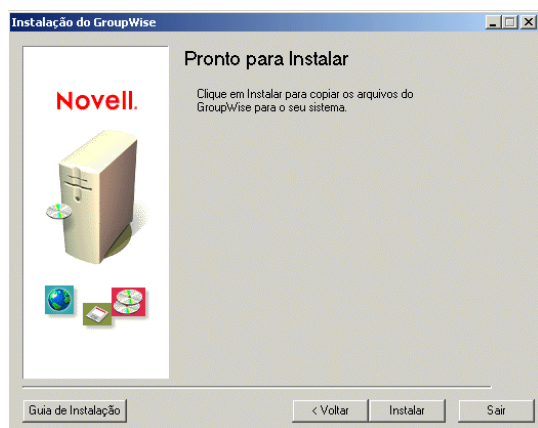 Instalação do GroupWise
Pronto para Instalar
Novell.
Clique em Instalar para copiar os arquivos do
GroupWise para o seu sistema.
Guia de Instalação
< Voltar
Instalar
Sair